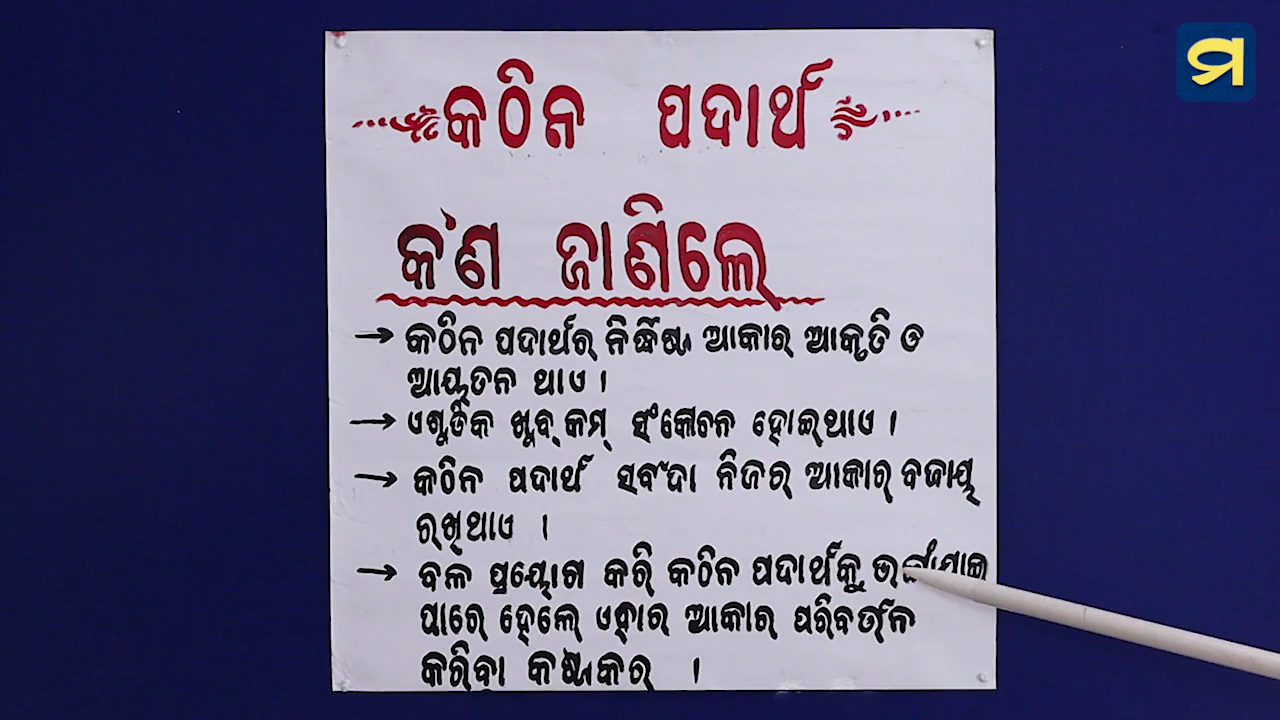 ମ
କଠିନ ପଦାର୍ଥ
କ'ଣ ଜାଣିଲେ
→ କଠିନ ପଦାର୍ଥର ନିର୍ଦ୍ଦିଷ୍ଟ ଆକାର ଆକୃତି ଓ
ଆୟତନ ଥାଏ ।
→ ଏଗୁଡିକ ଖୁବ୍ କମ୍ ସଂକୋଚନ ହୋଇଥାଏ ।
→ କଠିନ ପଦାର୍ଥ ସର୍ବଦା ନିଜର ଆକାର ବଜାୟ
ରଖିଥାଏ ।
→ ବଳ ପ୍ରୟୋଗ କରି କଠିନ ପଦାର୍ଥକୁ
ପାରେ ହେଲେ ଏହାର ଆକାର ପରିବର୍ତ୍ତନ
କରିବା କଷ୍ଟକର ।